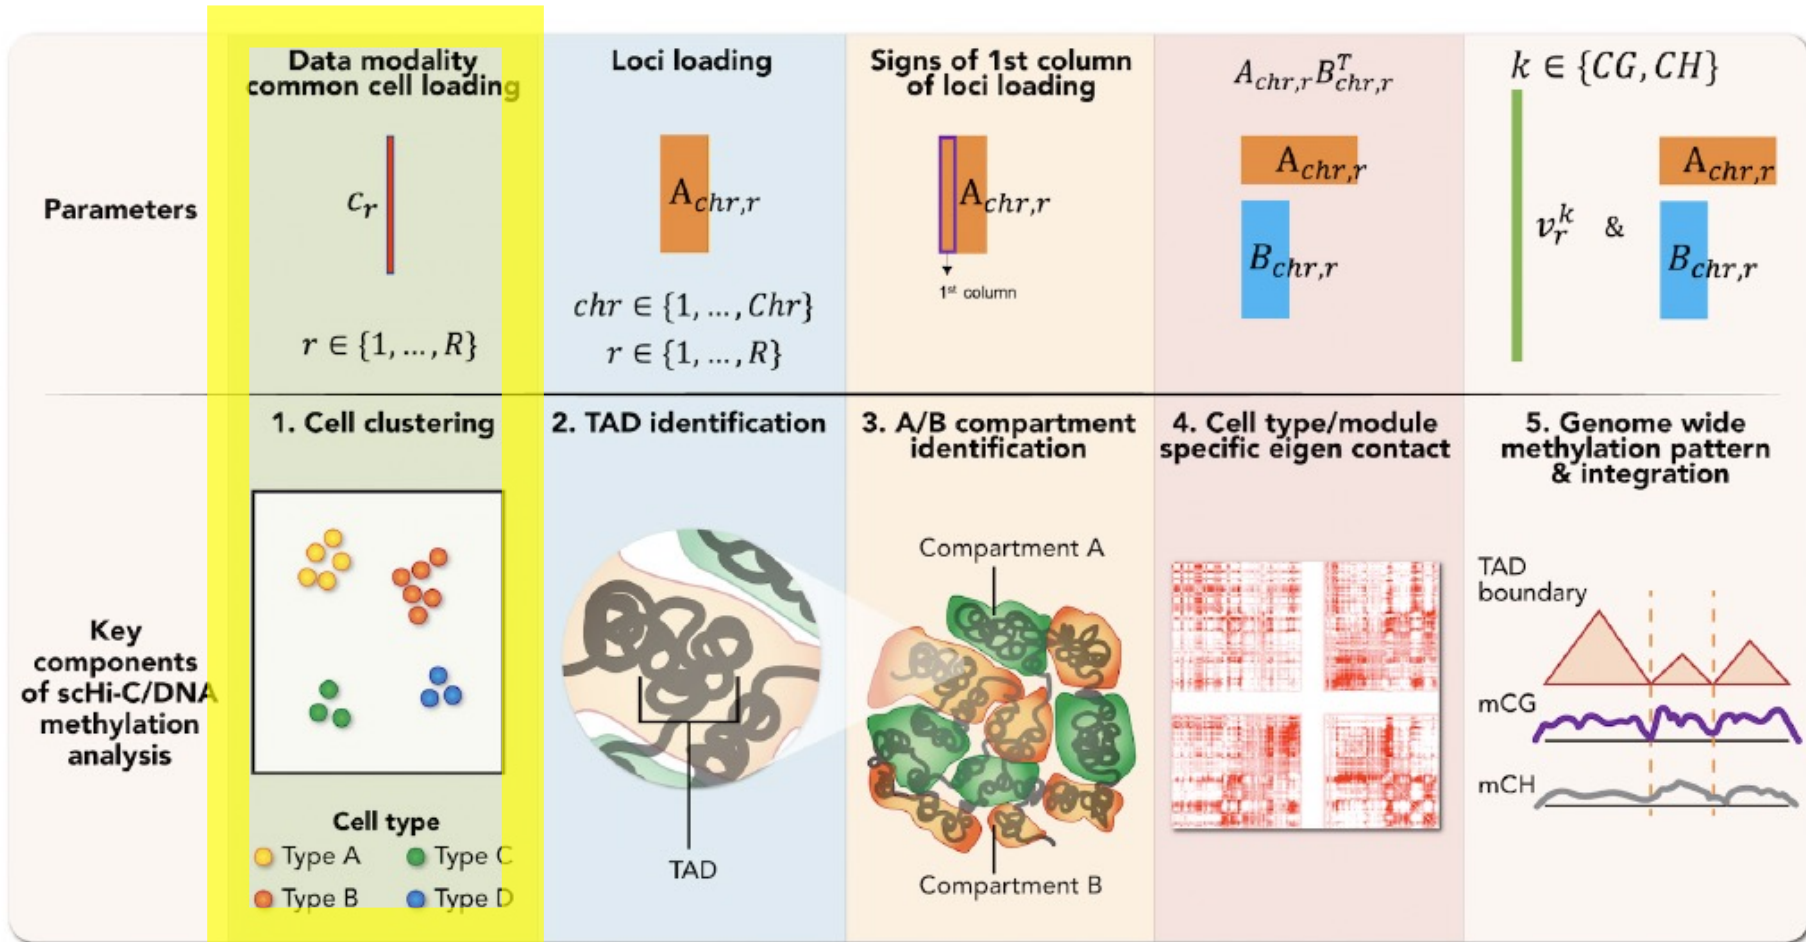 Data modality
common cell loading
Loci loading
Signs of 1st column
of loci loading
A_{chr,r}B^T_{chr,r}
k ∈ {CG, CH}
Parameters
c_r
r ∈ {1, ..., R}
A_{chr,r}
chr ∈ {1, ..., Chr}
r ∈ {1, ..., R}
A_{chr,r}
1st column
A_{chr,r}
B_{chr,r}
v_r^k &
A_{chr,r}
B_{chr,r}
Key
components
of scHi-C/DNA
methylation
analysis
1. Cell clustering
Cell type
Type A
Type C
Type B
Type D
2. TAD identification
TAD
3. A/B compartment
identification
Compartment A
Compartment B
4. Cell type/module
specific eigen contact
5. Genome wide
methylation pattern
& integration
TAD
boundary
mCG
mCH